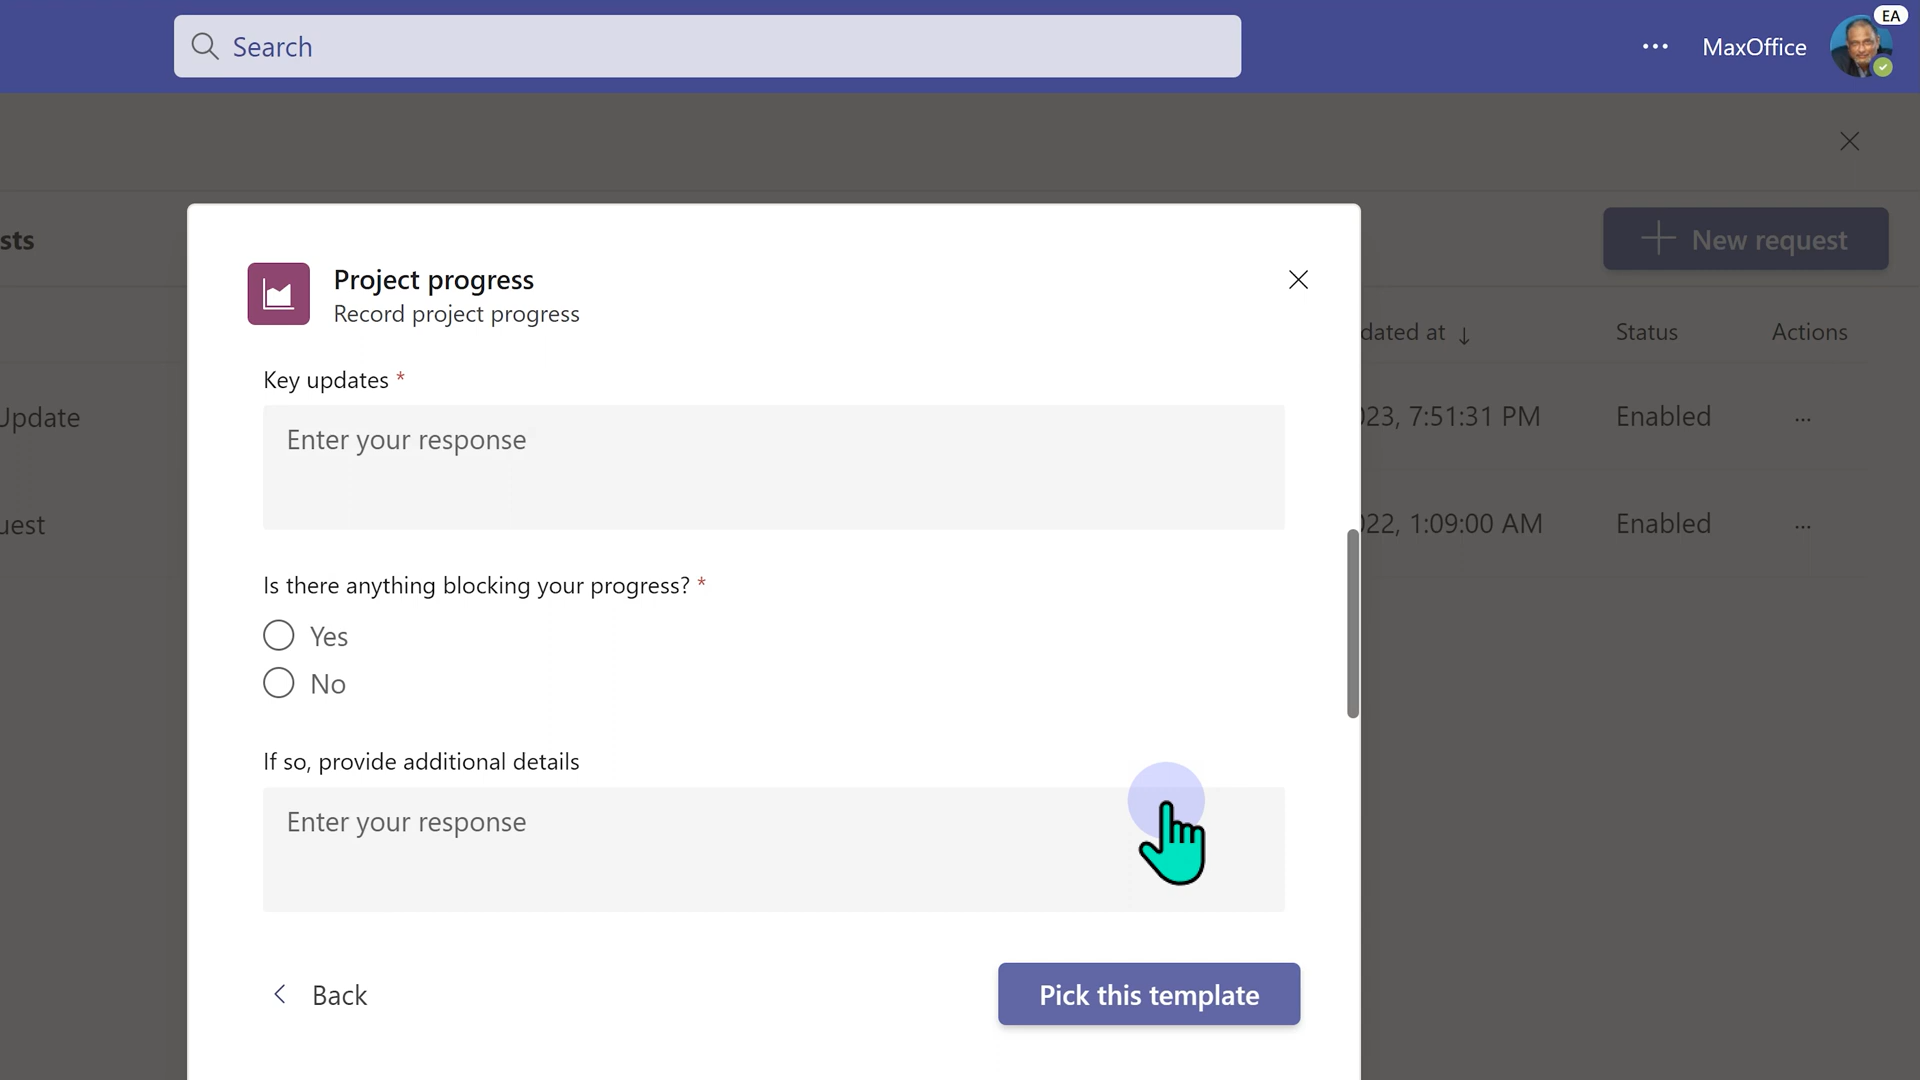 Search
MaxOffice
EA
sts
New request
Project progress
Record project progress
dated at ↓
Status
Actions
Key updates *
Enter your response
Update
023, 7:51:31 PM
Enabled
...
Is there anything blocking your progress? *
Yes
No
uest
022, 1:09:00 AM
Enabled
...
If so, provide additional details
Enter your response
Back
Pick this template